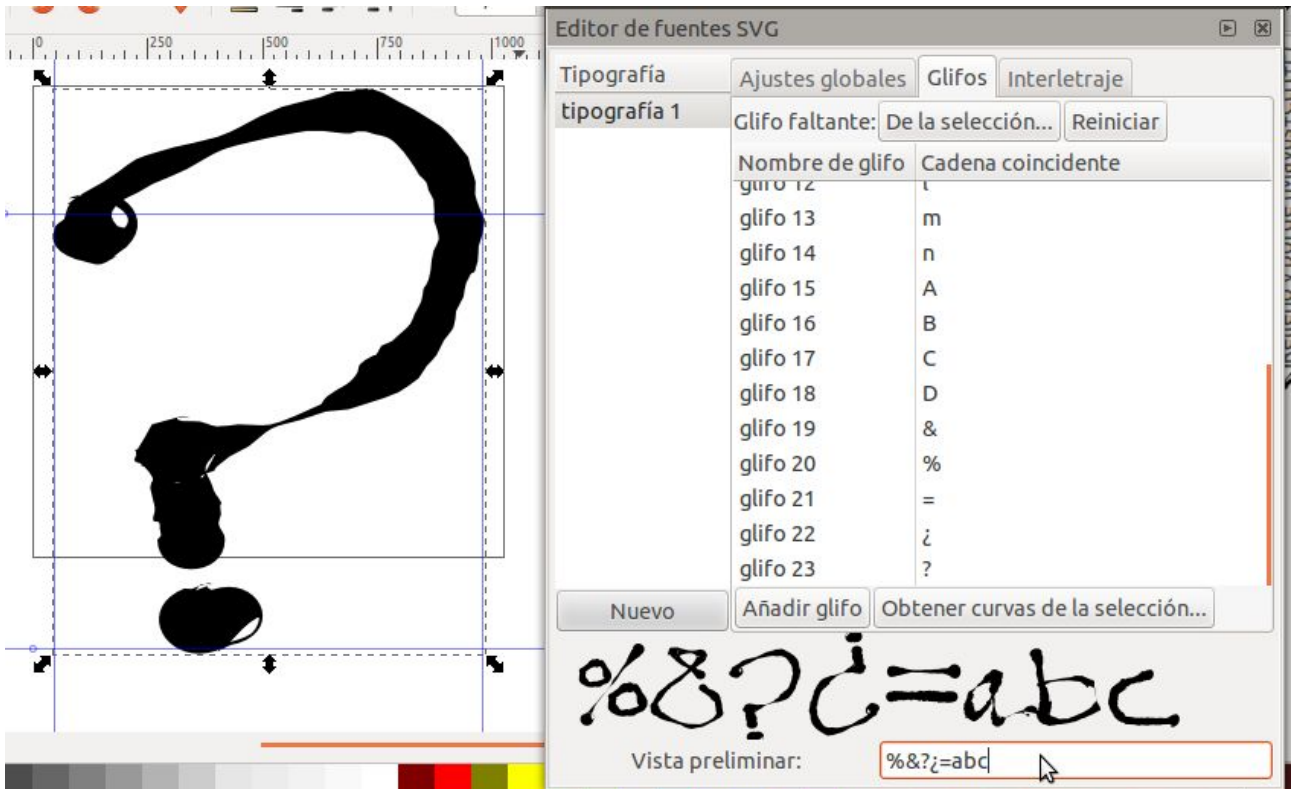 Editor de fuentes SVG
0 250 500 750 1000
Tipografía
tipografía 1
Ajustes globales Glifos Interletraje
Glifo faltante: De la selección... Reiniciar
Nombre de glifo Cadena coincidente
glifo 12 l
glifo 13 m
glifo 14 n
glifo 15 A
glifo 16 B
glifo 17 C
glifo 18 D
glifo 19 &
glifo 20 %
glifo 21 =
glifo 22 ¿
glifo 23 ?
Nuevo Añadir glifo Obtener curvas de la selección...
?
%&?¿=abc
Vista preliminar: %&?¿=abc